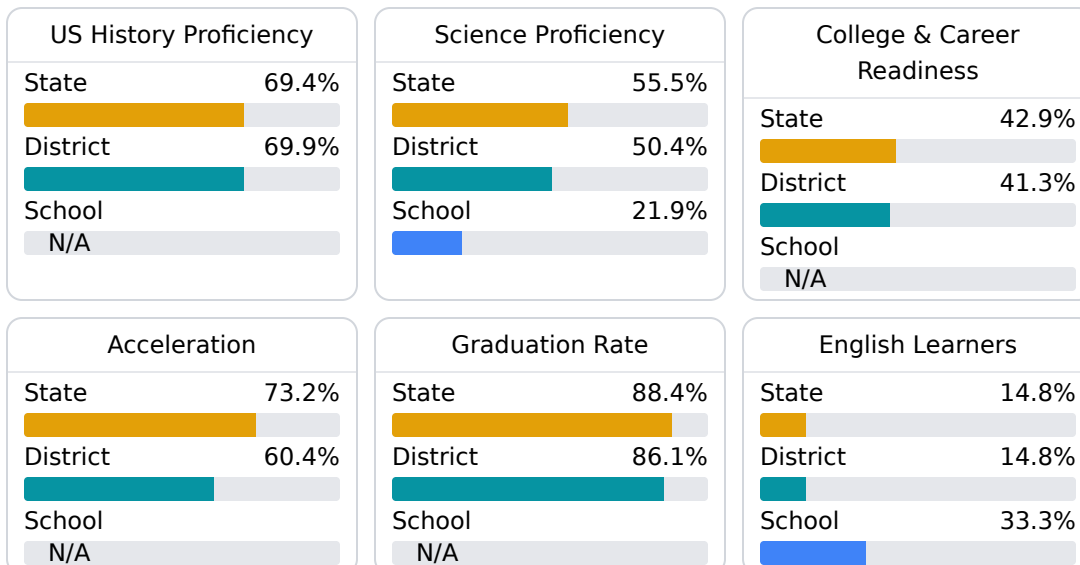 US History Proficiency
State 69.4%
District 69.9%
School
N/A
Science Proficiency
State 55.5%
District 50.4%
School 21.9%
College & Career
Readiness
State 42.9%
District 41.3%
School
N/A
Acceleration
State 73.2%
District 60.4%
School
N/A
Graduation Rate
State 88.4%
District 86.1%
School
N/A
English Learners
State 14.8%
District 14.8%
School 33.3%